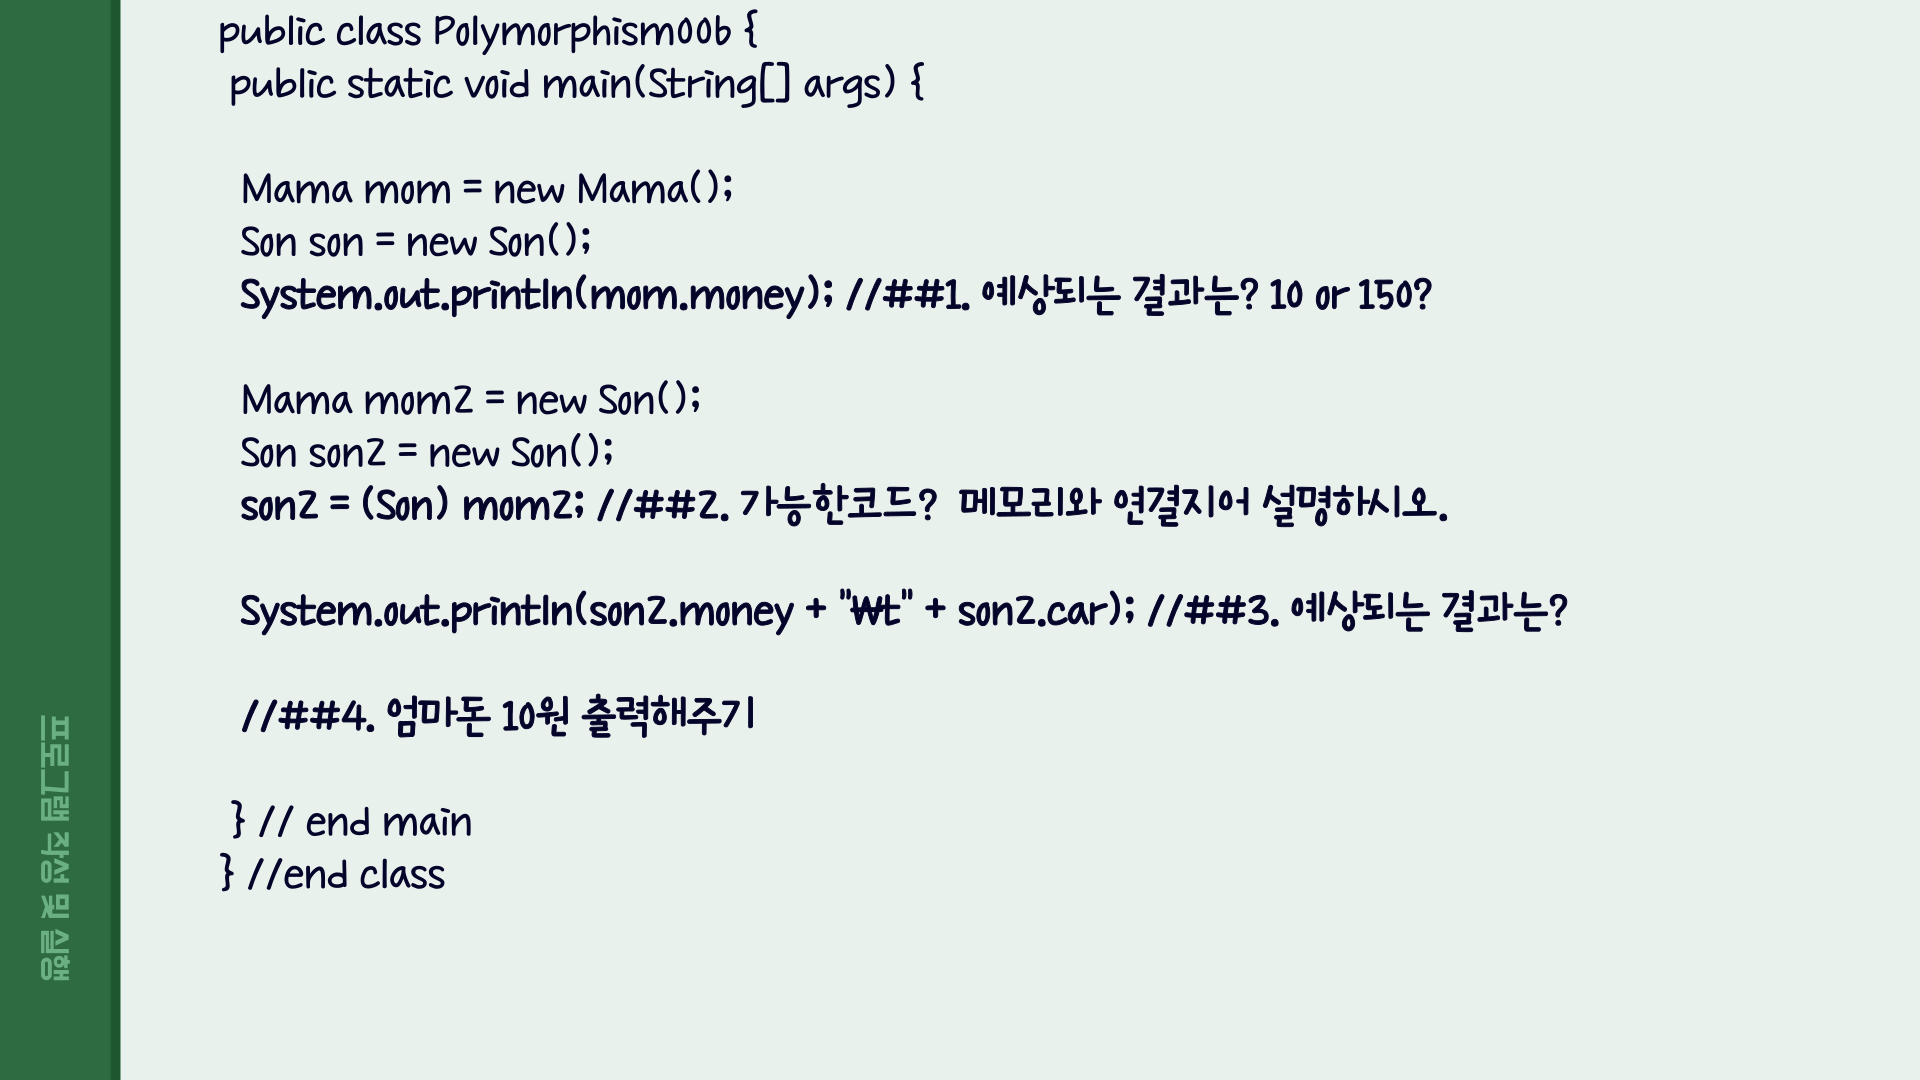 public class Polymorphism006 {
public static void main(String[] args) {
Mama mom = new Mama();
Son son = new Son();
System.out.println(mom.money); //##1. 예상되는 결과는? 10 or 150?
Mama mom2 = new Son();
Son son2 = new Son();
son2 = (Son) mom2; //##2. 가능한코드? 메모리와 연결지어 설명하시오.
System.out.println(son2.money + "₩t" + son2.car); //##3. 예상되는 결과는?
//##4. 엄마돈 10원 출력해주기
} // end main
} //end class
프로그램 작성 및 실행